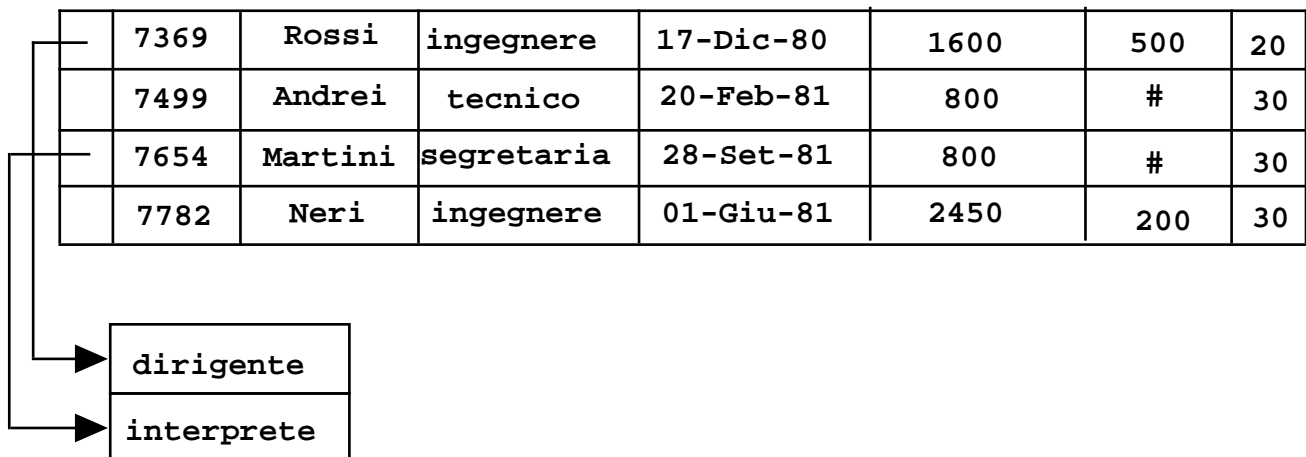 7369 Rossi ingegnere 17-Dic-80 1600 500 20
7499 Andrei tecnico 20-Feb-81 800 # 30
7654 Martini segretaria 28-Set-81 800 # 30
7782 Neri ingegnere 01-Giu-81 2450 200 30
dirigente
interprete